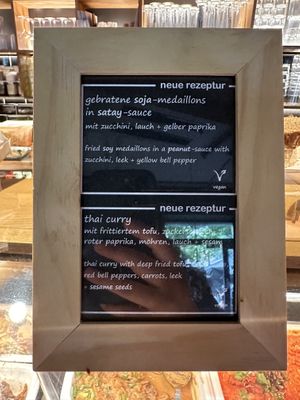 neue rezeptur
gebratene soja-medaillons
in satay-sauce
mit zucchini, lauch + gelber paprika
fried soy medaillons in a peanut-sauce with
zucchini, leek + yellow bell pepper
vegan
neue rezeptur
thai curry
mit frittiertem tofu,
roter paprika, möhren, lauch + sesam
thai curry with deep fried tofu,
red bell peppers, carrots, leek
+ sesame seeds